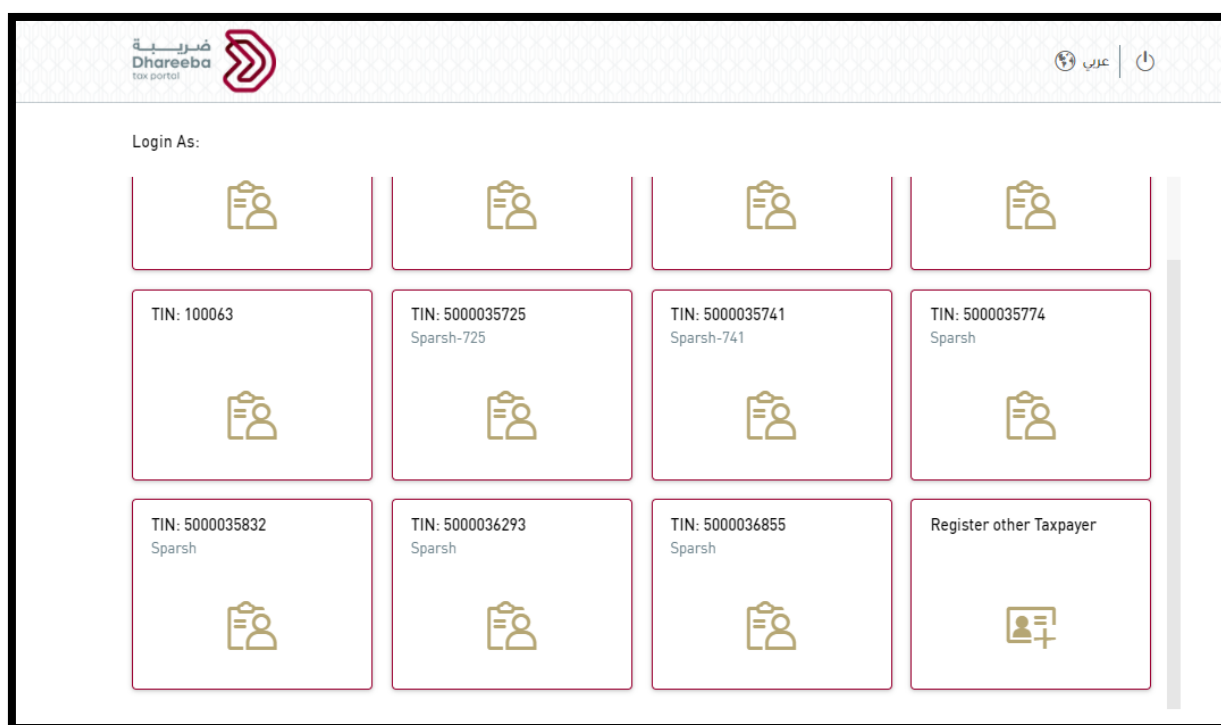 ضريبة
Dhareeba
tax portal
عربي
Login As:
TIN: 100063
TIN: 5000035725
Sparsh-725
TIN: 5000035741
Sparsh-741
TIN: 5000035774
Sparsh
TIN: 5000035832
Sparsh
TIN: 5000036293
Sparsh
TIN: 5000036855
Sparsh
Register other Taxpayer